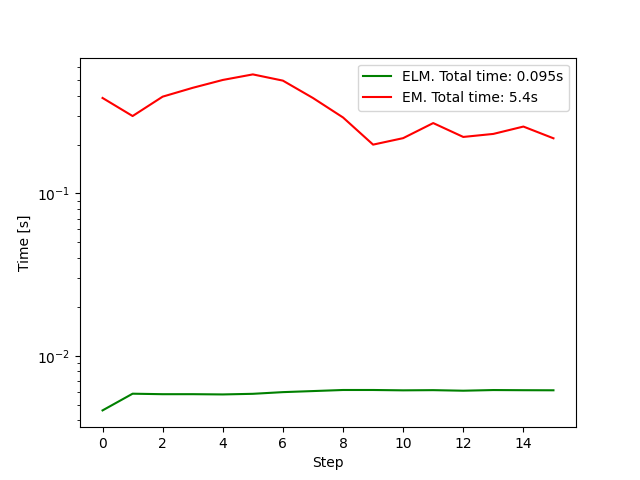 ELM. Total time: 0.095s
EM. Total time: 5.4s
10⁻¹
10⁻²
Time [s]
0 2 4 6 8 10 12 14
Step